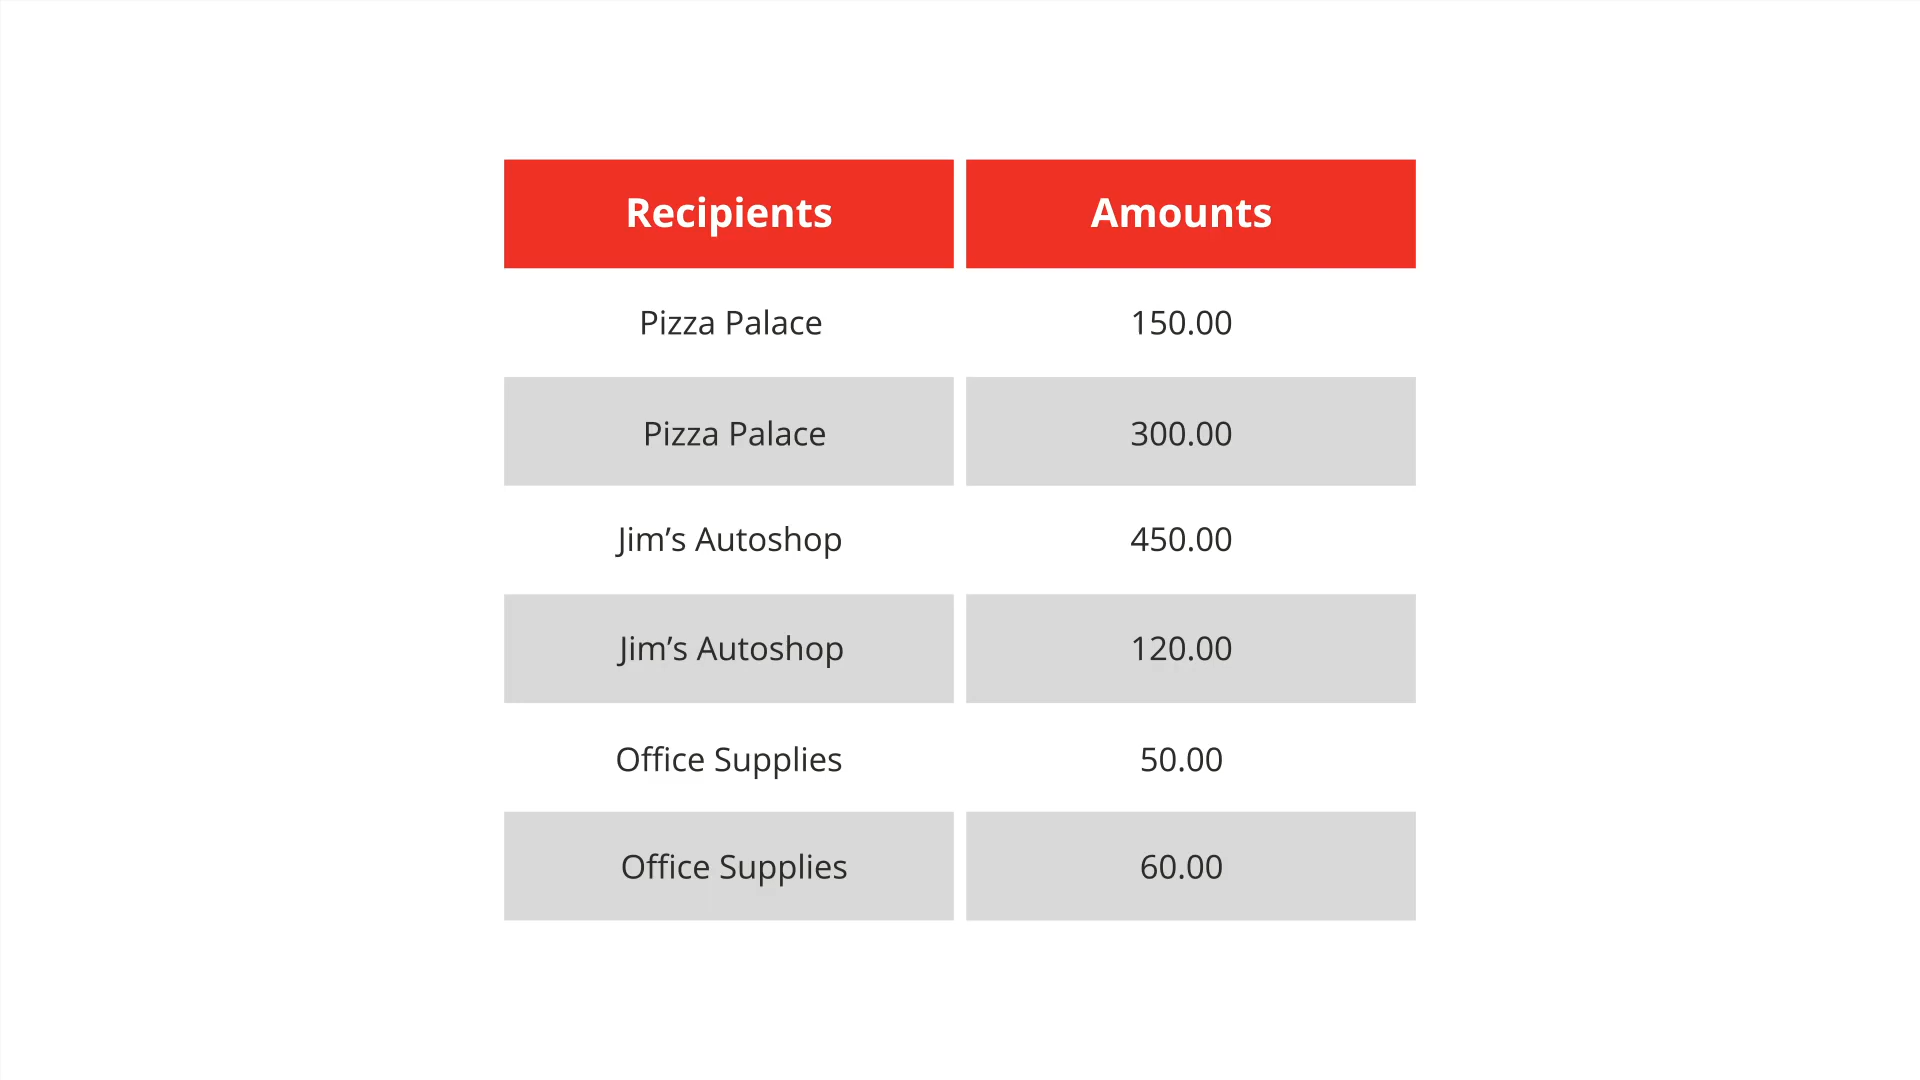 Recipients Amounts
Pizza Palace 150.00
Pizza Palace 300.00
Jim’s Autoshop 450.00
Jim’s Autoshop 120.00
Office Supplies 50.00
Office Supplies 60.00